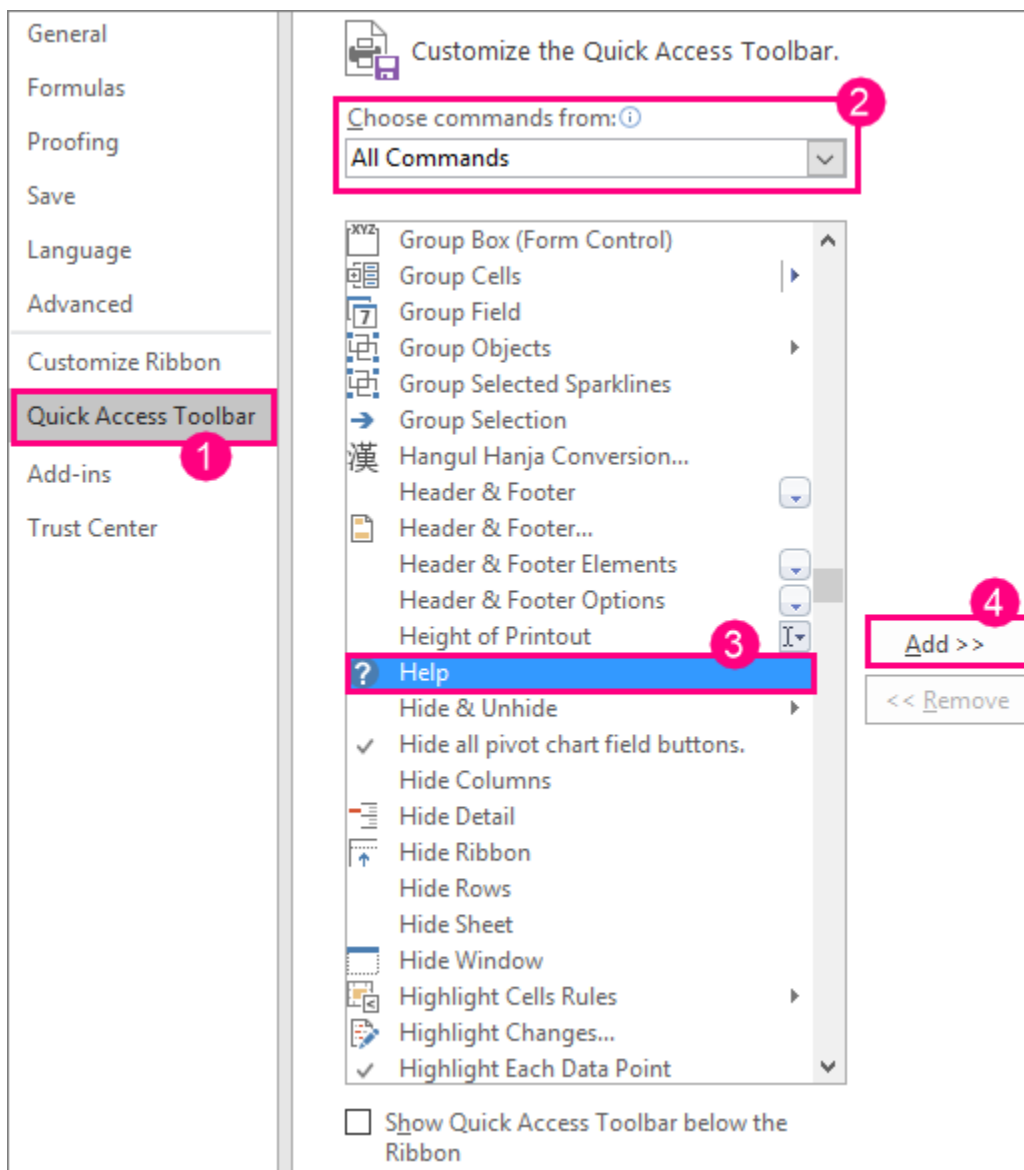 General
Formulas
Proofing
Save
Language
Advanced
Customize Ribbon
Quick Access Toolbar
1
Add-ins
Trust Center
Customize the Quick Access Toolbar.
2
Choose commands from:
All Commands
XYZ
Group Box (Form Control)
Group Cells
7
Group Field
Group Objects
Group Selected Sparklines
Group Selection
漢 Hangul Hanja Conversion...
Header & Footer
Header & Footer...
Header & Footer Elements
Header & Footer Options
Height of Printout
3
? Help
Hide & Unhide
Hide all pivot chart field buttons.
Hide Columns
Hide Detail
Hide Ribbon
Hide Rows
Hide Sheet
Hide Window
Highlight Cells Rules
Highlight Changes...
Highlight Each Data Point
4
Add >>
<< Remove
Show Quick Access Toolbar below the
Ribbon